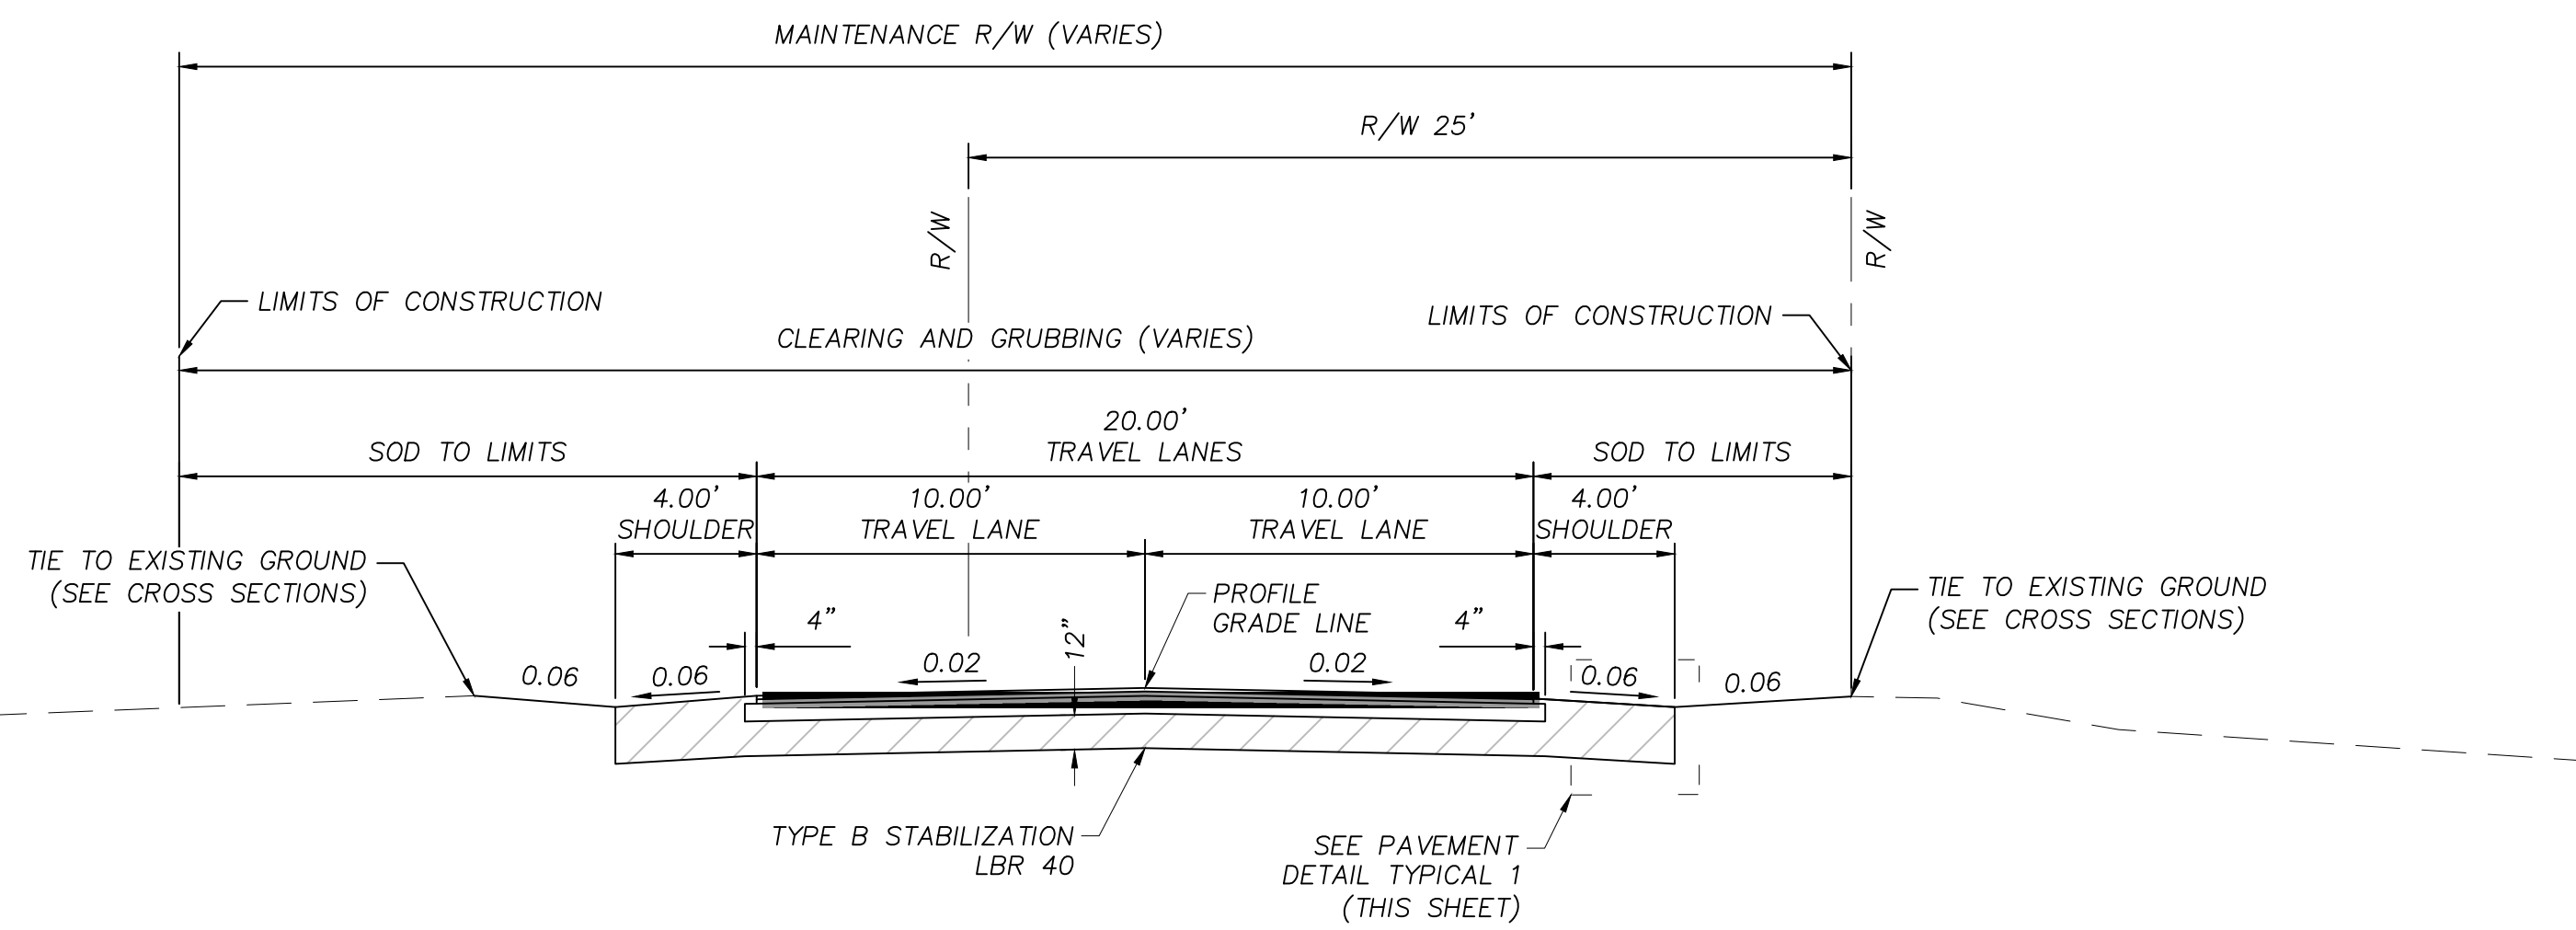 MAINTENANCE R/W (VARIES)
R/W 25'
R/W
R/W
LIMITS OF CONSTRUCTION
LIMITS OF CONSTRUCTION
CLEARING AND GRUBBING (VARIES)
20.00'
SOD TO LIMITS
TRAVEL LANES
SOD TO LIMITS
4.00'
SHOULDER
10.00'
TRAVEL LANE
10.00'
TRAVEL LANE
4.00'
SHOULDER
TIE TO EXISTING GROUND
(SEE CROSS SECTIONS)
4"
12"
PROFILE
GRADE LINE
4"
TIE TO EXISTING GROUND
(SEE CROSS SECTIONS)
0.06
0.06
0.02
0.02
0.06
0.06
TYPE B STABILIZATION
LBR 40
SEE PAVEMENT
DETAIL TYPICAL 1
(THIS SHEET)